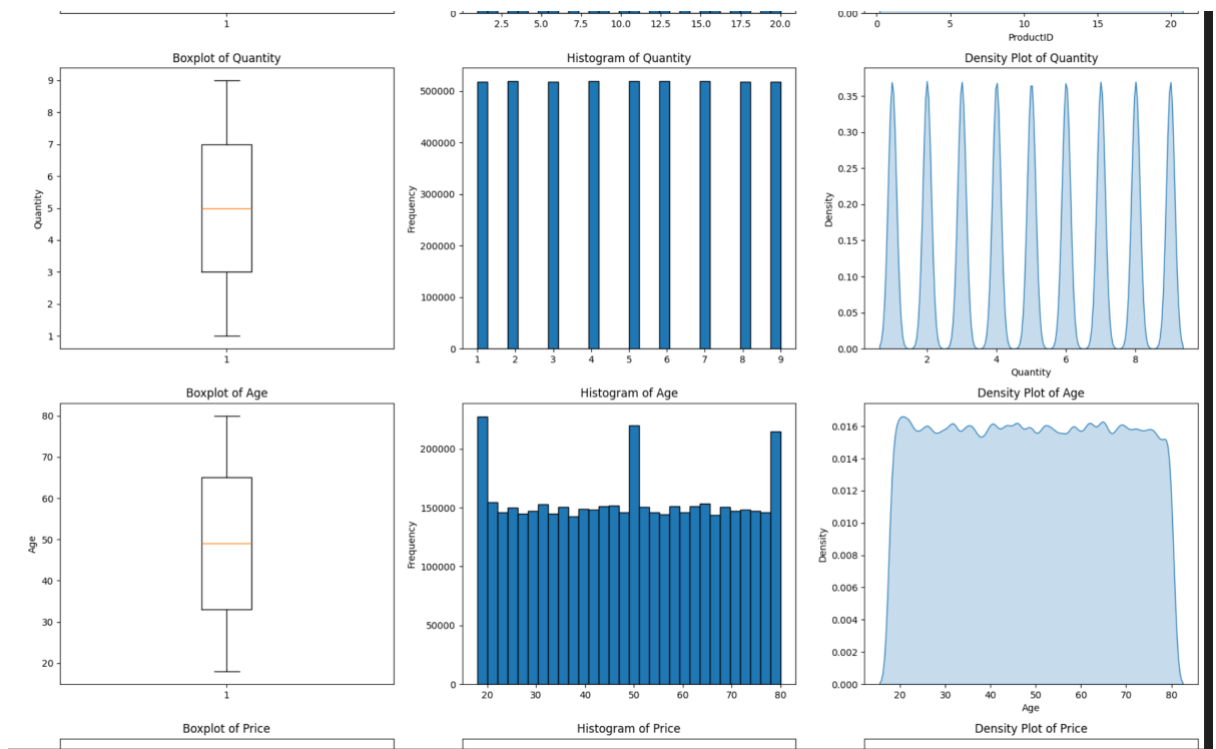 1
0
2.5 5.0 7.5 10.0 12.5 15.0 17.5 20.0
0.00
0 5 10 15 20
ProductID
Boxplot of Quantity
9
8
7
6
5
4
3
2
1
Quantity
1
Histogram of Quantity
500000
400000
300000
200000
100000
0
Frequency
1 2 3 4 5 6 7 8 9
Density Plot of Quantity
0.35
0.30
0.25
0.20
0.15
0.10
0.05
0.00
Density
2 4 6 8
Quantity
Boxplot of Age
80
70
60
50
40
30
20
Age
1
Histogram of Age
200000
150000
100000
50000
0
Frequency
20 30 40 50 60 70 80
Density Plot of Age
0.016
0.014
0.012
0.010
0.008
0.006
0.004
0.002
0.000
Density
20 30 40 50 60 70 80
Age
Boxplot of Price
Histogram of Price
Density Plot of Price